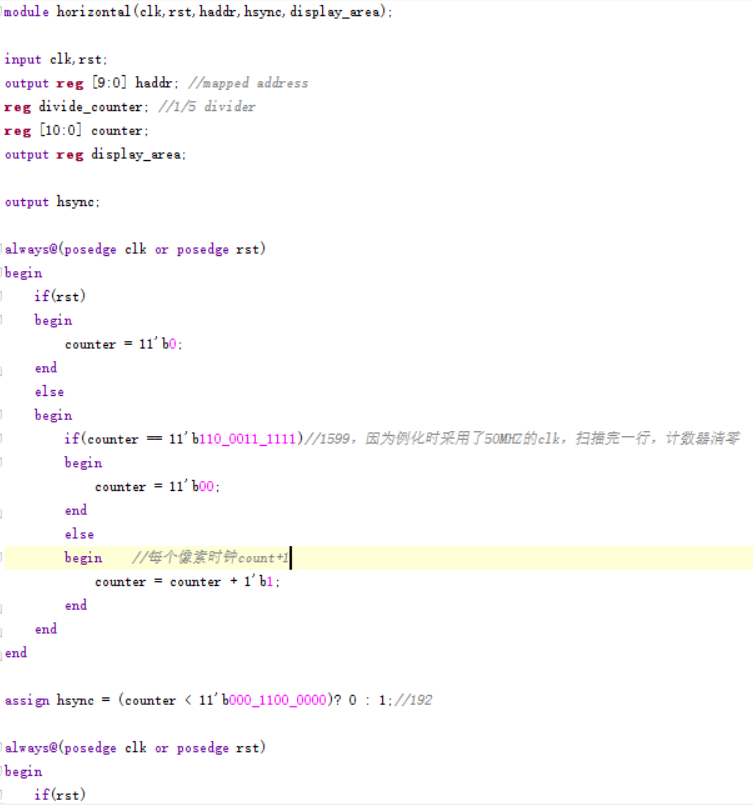 module horizontal(clk,rst,haddr,hsync,display_area);
input clk,rst;
output reg [9:0] haddr; //mapped address
reg divide_counter; //1/5 divider
reg [10:0] counter;
output reg display_area;
output hsync;
always@(posedge clk or posedge rst)
begin
if(rst)
begin
counter = 11'b0;
end
else
begin
if(counter == 11'b110_0011_1111)//1599，因为例化时采用了50MHZ的clk，扫描完一行，计数器清零
begin
counter = 11'b00;
end
else
begin //每个像素时钟count+1
counter = counter + 1'b1;
end
end
end
assign hsync = (counter < 11'b000_1100_0000)? 0 : 1;//192
always@(posedge clk or posedge rst)
begin
if(rst)